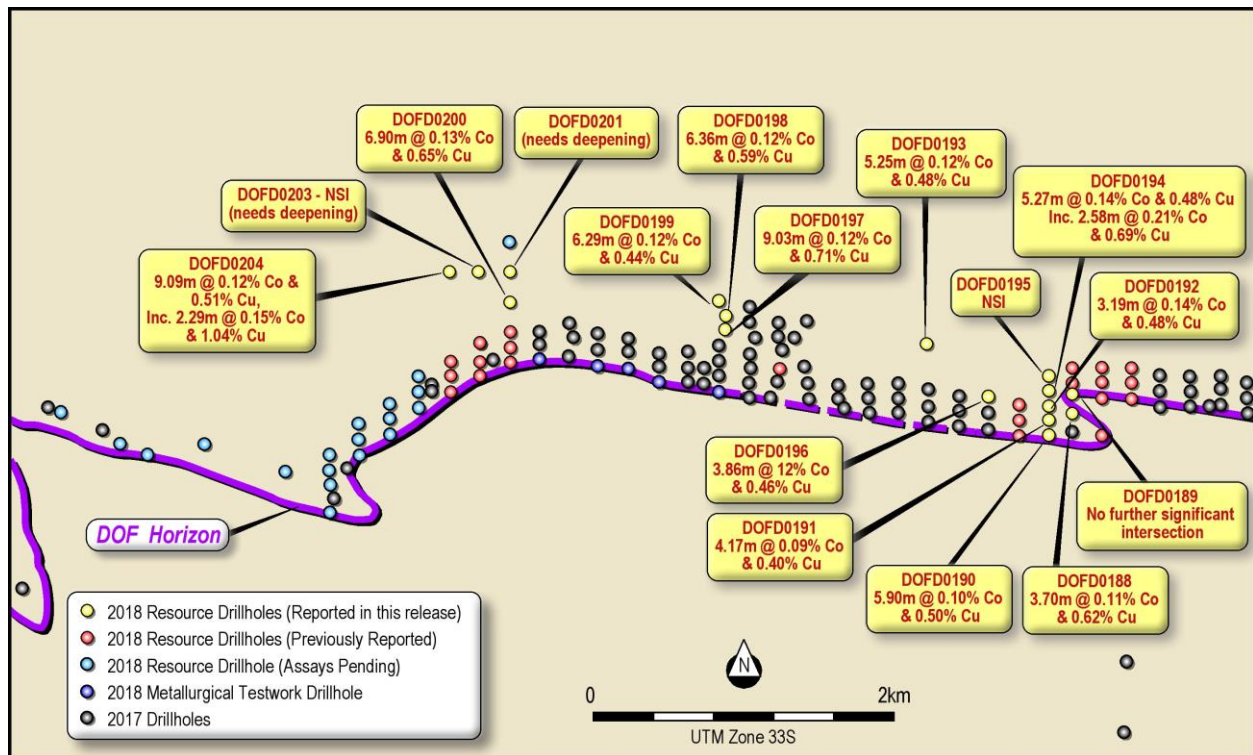 DOFD0200
6.90m @ 0.13% Co
& 0.65% Cu
DOFD0201
(needs deepening)
DOFD0198
6.36m @ 0.12% Co
& 0.59% Cu
DOFD0193
5.25m @ 0.12% Co
& 0.48% Cu
DOFD0194
5.27m @ 0.14% Co & 0.48% Cu
Inc. 2.58m @ 0.21% Co
& 0.69% Cu
DOFD0203 - NSI
(needs deepening)
DOFD0199
6.29m @ 0.12% Co
& 0.44% Cu
DOFD0197
9.03m @ 0.12% Co
& 0.71% Cu
DOFD0204
9.09m @ 0.12% Co &
0.51% Cu,
Inc. 2.29m @ 0.15% Co
& 1.04% Cu
DOFD0195
NSI
DOFD0192
3.19m @ 0.14% Co
& 0.48% Cu
DOFD0196
3.86m @ 12% Co
& 0.46% Cu
DOFD0189
No further significant
intersection
DOFD0191
4.17m @ 0.09% Co
& 0.40% Cu
DOFD0190
5.90m @ 0.10% Co
& 0.50% Cu
DOFD0188
3.70m @ 0.11% Co
& 0.62% Cu
DOF Horizon
2018 Resource Drillholes (Reported in this release)
2018 Resource Drillholes (Previously Reported)
2018 Resource Drillhole (Assays Pending)
2018 Metallurgical Testwork Drillhole
2017 Drillholes
N
0 2km
UTM Zone 33S